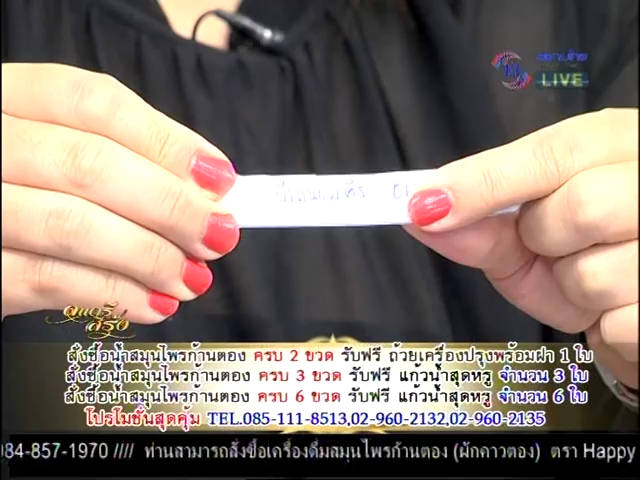 LIVE
สั่งซื้อน้ำสมุนไพรก้านตอง ครบ 2 ขวด รับฟรี ถ้วยเครื่องปรุงพร้อมฝา 1 ใบ
สั่งซื้อน้ำสมุนไพรก้านตอง ครบ 3 ขวด รับฟรี แก้วน้ำสุดหรู จำนวน 3 ใบ
สั่งซื้อน้ำสมุนไพรก้านตอง ครบ 6 ขวด รับฟรี แก้วน้ำสุดหรู จำนวน 6 ใบ
โปรโมชั่นสุดคุ้ม TEL.085-111-8513,02-960-2132,02-960-2135
084-857-1970 //// ท่านสามารถสั่งซื้อเครื่องดื่มสมุนไพรก้านตอง (ผักคาวตอง) ตรา Happy